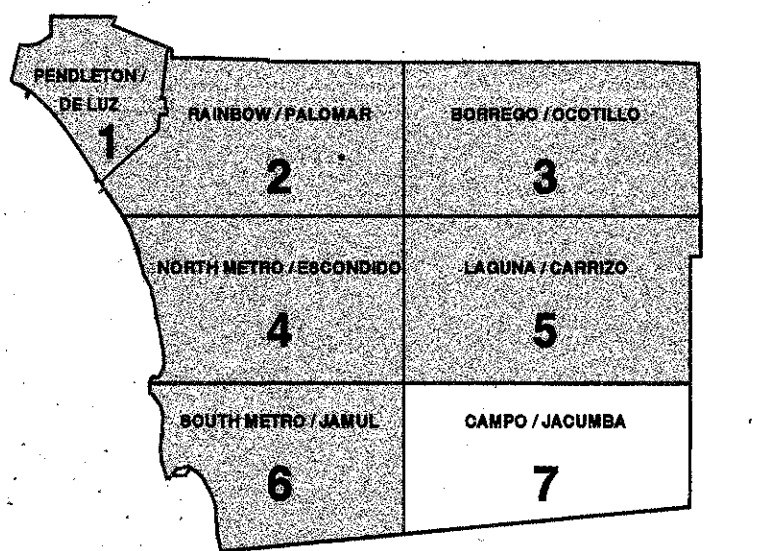 PENDLETON /
DE LUZ
1
RAINBOW / PALOMAR
2
BORREGO / OCOTILLO
3
NORTH METRO / ESCONDIDO
4
LAGUNA / CARRIZO
5
SOUTH METRO / JAMUL
6
CAMPO / JACUMBA
7